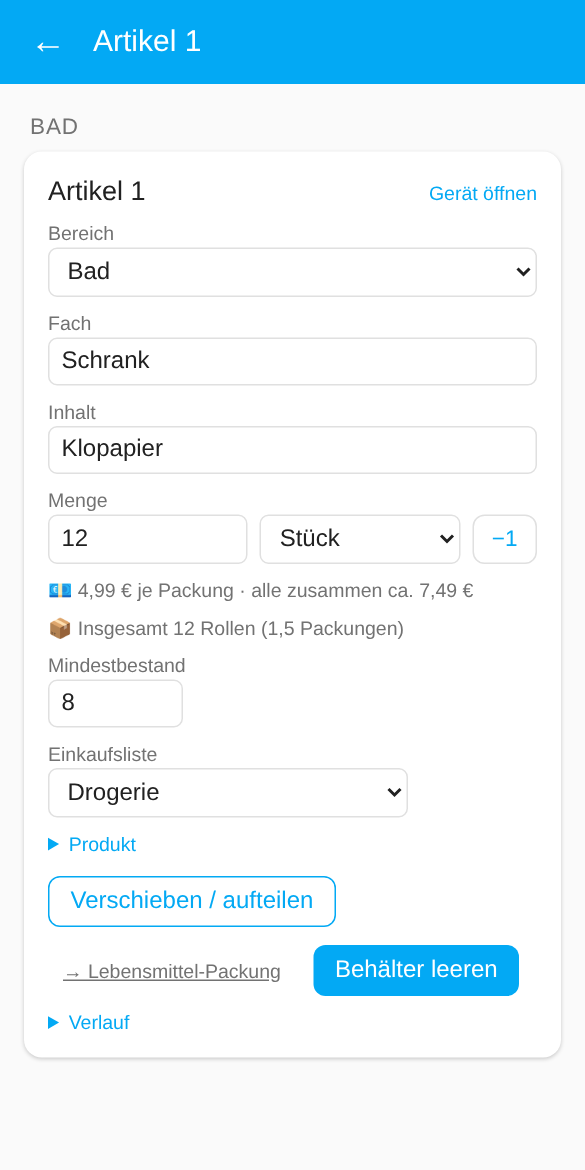 ← Artikel 1
BAD
Artikel 1 Gerät öffnen
Bereich
Bad
Fach
Schrank
Inhalt
Klopapier
Menge
12 Stück −1
💶 4,99 € je Packung · alle zusammen ca. 7,49 €
📦 Insgesamt 12 Rollen (1,5 Packungen)
Mindestbestand
8
Einkaufsliste
Drogerie
▶ Produkt
Verschieben / aufteilen
→ Lebensmittel-Packung Behälter leeren
▶ Verlauf